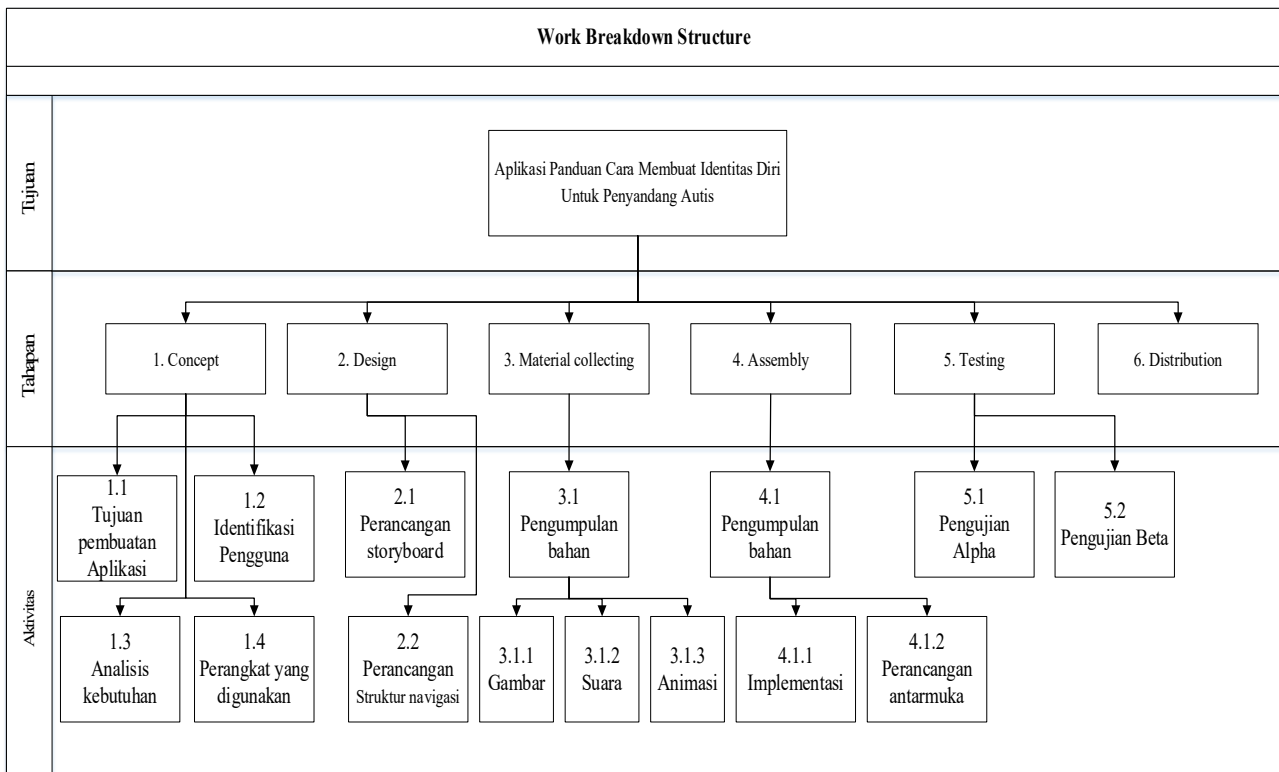 Work Breakdown Structure
Tujuan
Aplikasi Panduan Cara Membuat Identitas Diri
Untuk Penyandang Autis
Tahapan
1. Concept
2. Design
3. Material collecting
4. Assembly
5. Testing
6. Distribution
Aktivitas
1.1
Tujuan
pembuatan
Aplikasi
1.2
Identifikasi
Pengguna
2.1
Perancangan
storyboard
3.1
Pengumpulan
bahan
4.1
Pengumpulan
bahan
5.1
Pengujian
Alpha
5.2
Pengujian Beta
1.3
Analisis
kebutuhan
1.4
Perangkat yang
digunakan
2.2
Perancangan
Struktur navigasi
3.1.1
Gambar
3.1.2
Suara
3.1.3
Animasi
4.1.1
Implementasi
4.1.2
Perancangan
antarmuka